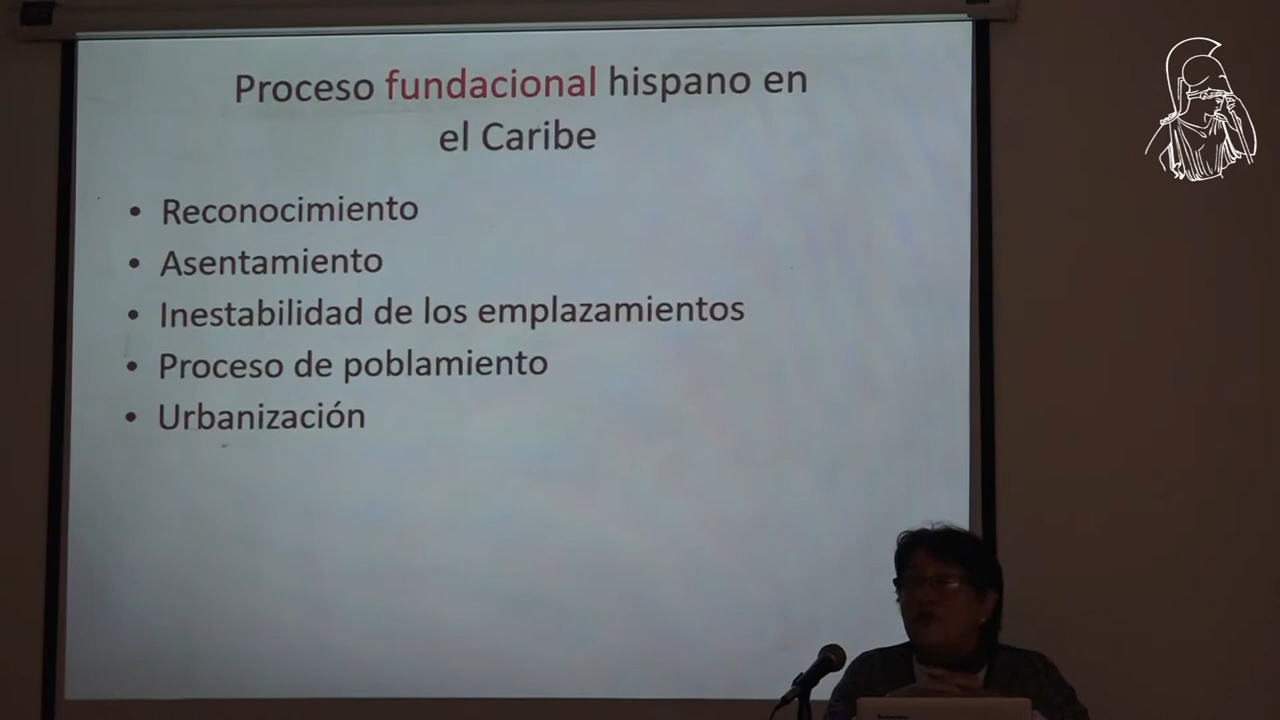 Proceso fundacional hispano en
el Caribe
• Reconocimiento
• Asentamiento
• Inestabilidad de los emplazamientos
• Proceso de poblamiento
• Urbanización